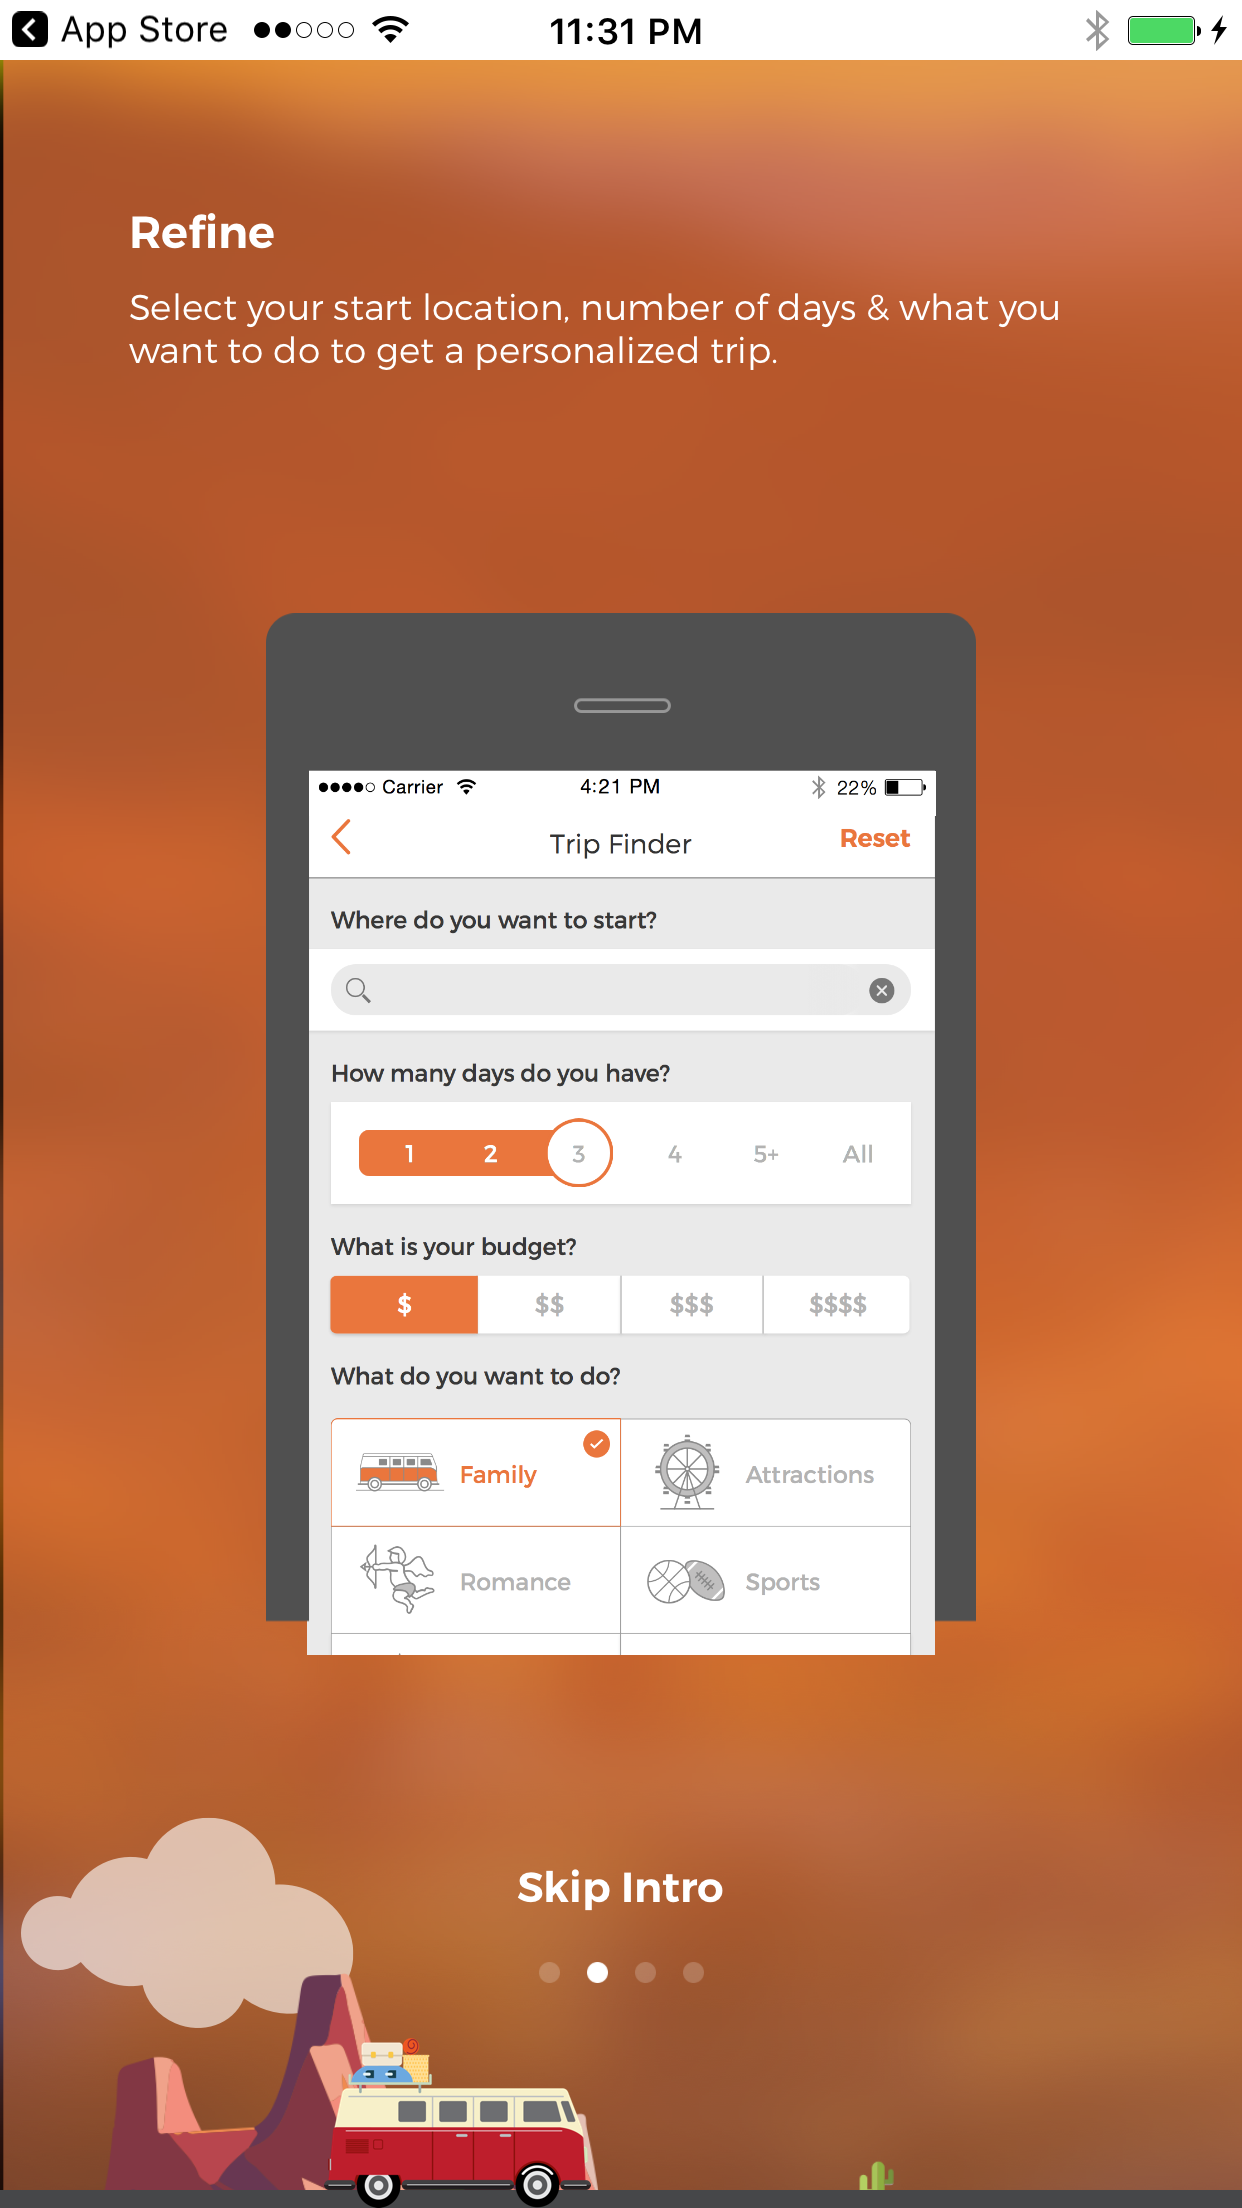 App Store 11:31 PM
Refine
Select your start location, number of days & what you
want to do to get a personalized trip.
Carrier 4:21 PM 22%
Trip Finder Reset
Where do you want to start?
How many days do you have?
1 2 3 4 5+ All
What is your budget?
$ $$ $$$ $$$$
What do you want to do?
Family Attractions
Romance Sports
Skip Intro